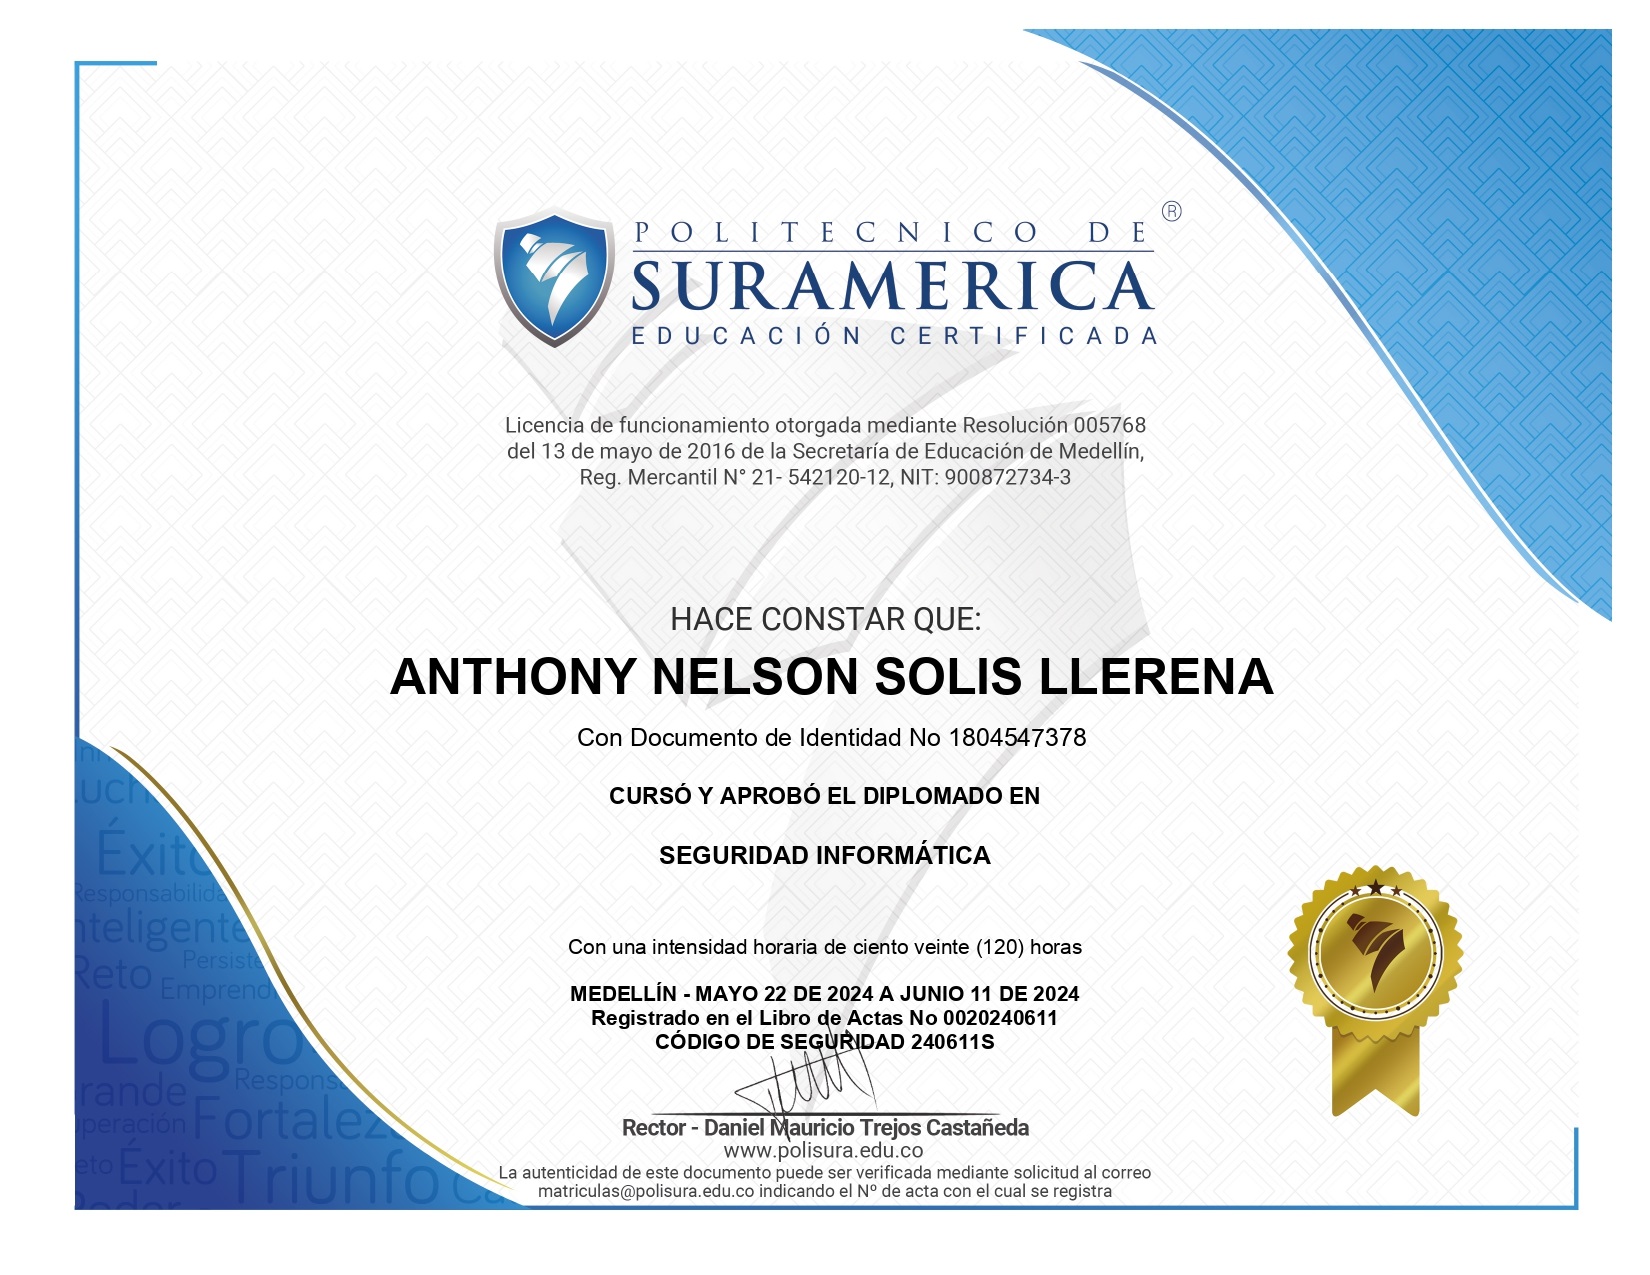 POLITECNICO DE ®
SURAMERICA
EDUCACIÓN CERTIFICADA
Licencia de funcionamiento otorgada mediante Resolución 005768
del 13 de mayo de 2016 de la Secretaría de Educación de Medellín,
Reg. Mercantil N° 21- 542120-12, NIT: 900872734-3
HACE CONSTAR QUE:
ANTHONY NELSON SOLIS LLERENA
Con Documento de Identidad No 1804547378
CURSÓ Y APROBÓ EL DIPLOMADO EN
SEGURIDAD INFORMÁTICA
Con una intensidad horaria de ciento veinte (120) horas
MEDELLÍN - MAYO 22 DE 2024 A JUNIO 11 DE 2024
Registrado en el Libro de Actas No 0020240611
CÓDIGO DE SEGURIDAD 240611S
Rector - Daniel Mauricio Trejos Castañeda
www.polisura.edu.co
La autenticidad de este documento puede ser verificada mediante solicitud al correo
matriculas@polisura.edu.co indicando el Nº de acta con el cual se registra
Éxito
Responsabilida
nteligente
Reto Persiste
Emprend
Logro
rande Respons
peración Fortalez
eto Éxito Triunfo